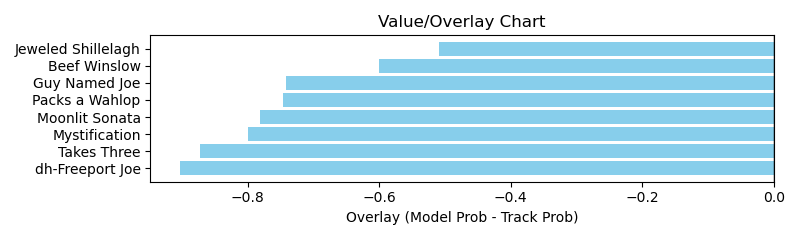 Value/Overlay Chart
Jeweled Shillelagh
Beef Winslow
Guy Named Joe
Packs a Wahlop
Moonlit Sonata
Mystification
Takes Three
dh-Freeport Joe
−0.8 −0.6 −0.4 −0.2 0.0
Overlay (Model Prob - Track Prob)